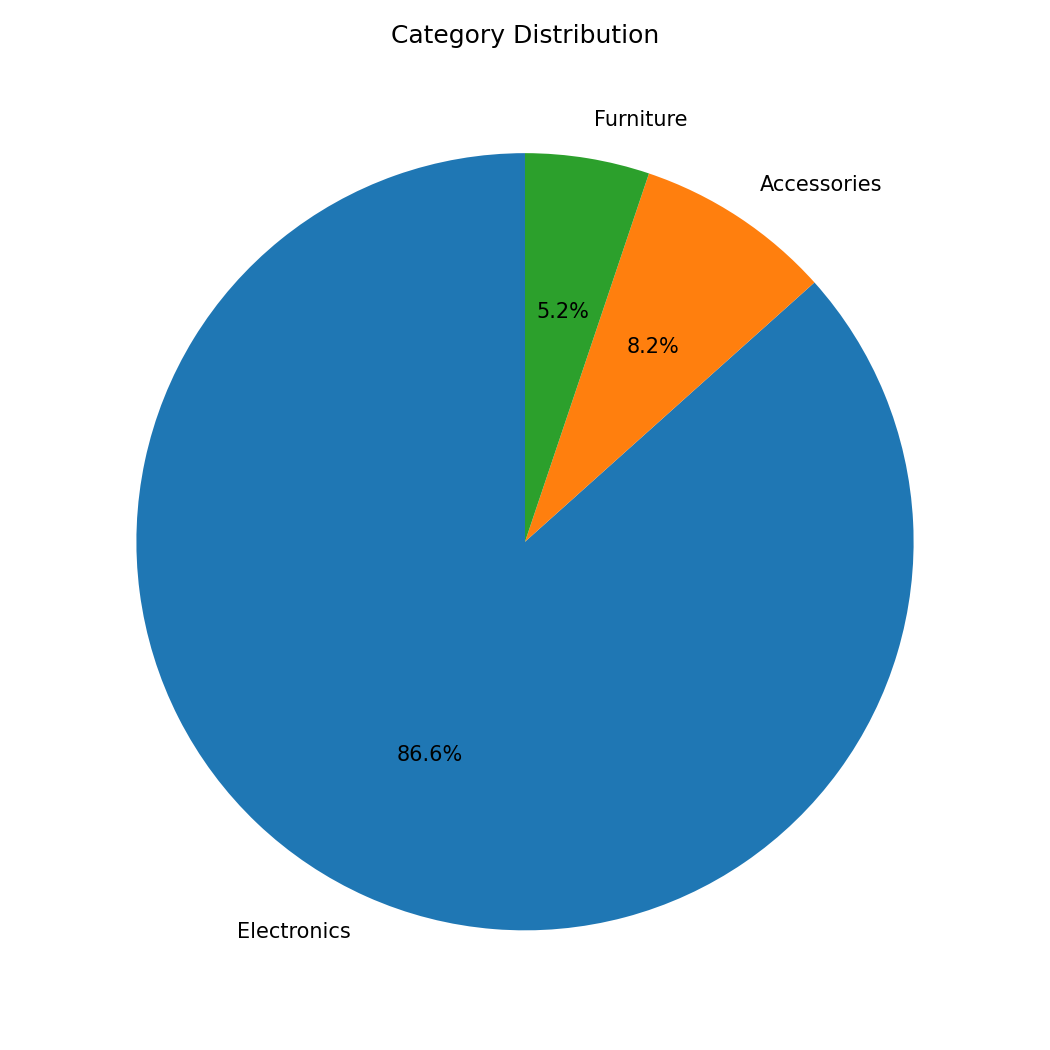 Category Distribution
Furniture
Accessories
5.2%
8.2%
86.6%
Electronics